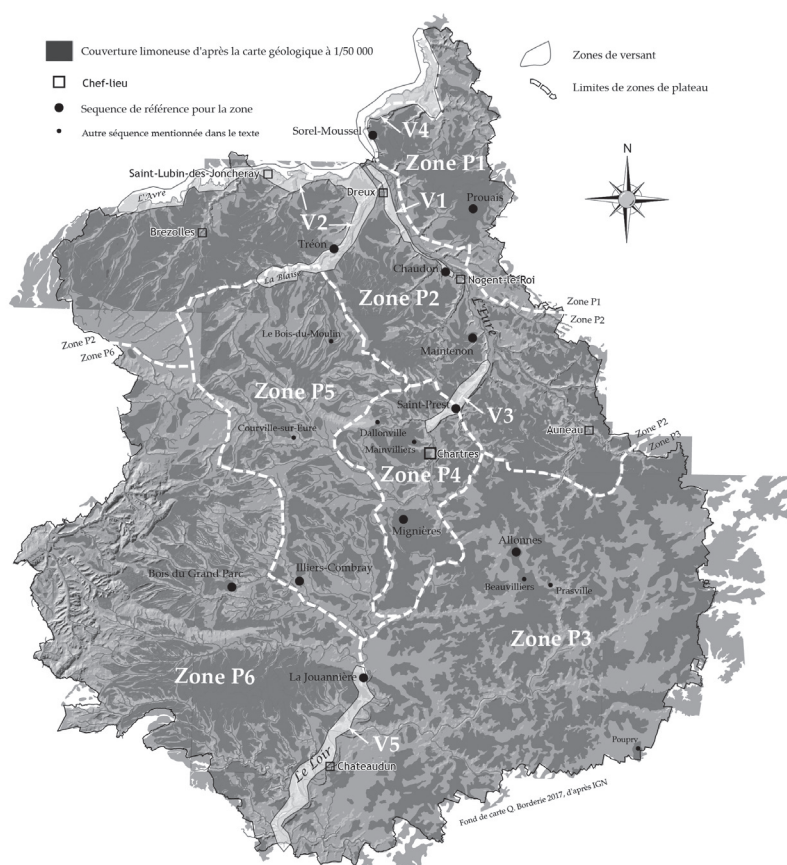 Couverture limoneuse d'après la carte géologique à 1/50 000
Chef-lieu
Sequence de référence pour la zone
Autre séquence mentionnée dans le texte
Zones de versant
Limites de zones de plateau
N
V4
Sorel-Moussel
Zone P1
Saint-Lubin-des-Joncheray
L'Avre
Dreux
V1
V2
Prouais
Brezolles
Tréon
Chaudon
La Blaise
Nogent-le-Roi
Zone P2
Zone P1
Zone P2
L'Eure
Le Bois-du-Moulin
Maintenon
Zone P2
Zone P6
Zone P5
Saint-Prest
V3
Courville-sur-Eure
Dallonville
Mainvilliers
Auneau
Zone P2
Zone P3
Chartres
Zone P4
Mignières
Allonnes
Bois du Grand Parc
Illiers-Combray
Beauvilliers
Prasville
Zone P3
Zone P6
La Jouannière
V5
Le Loir
Chateaudun
Poupry
Fond de carte Q. Borderie 2017, d'après IGN